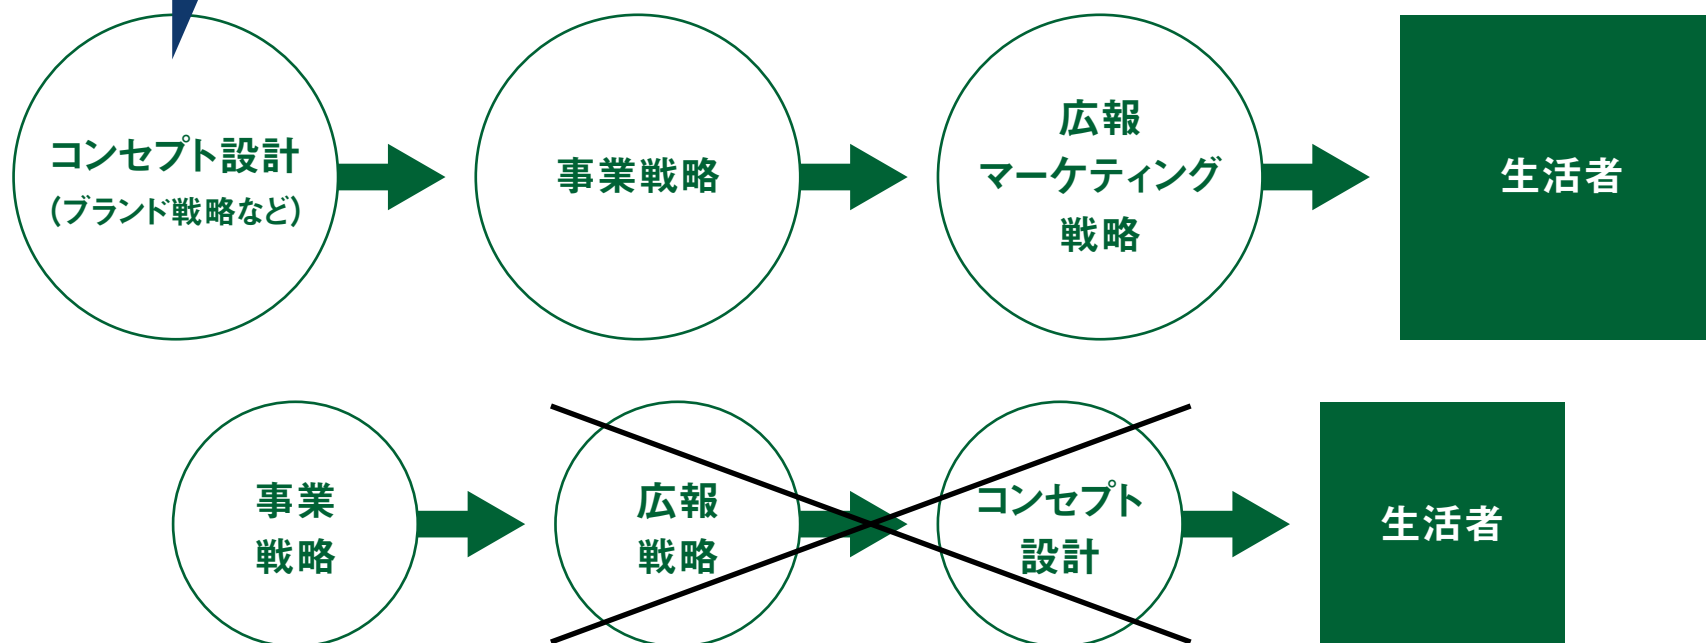 コンセプト設計
(ブランド戦略など)
事業戦略
広報
マーケティング
戦略
生活者
事業
戦略
広報
戦略
コンセプト
設計
生活者